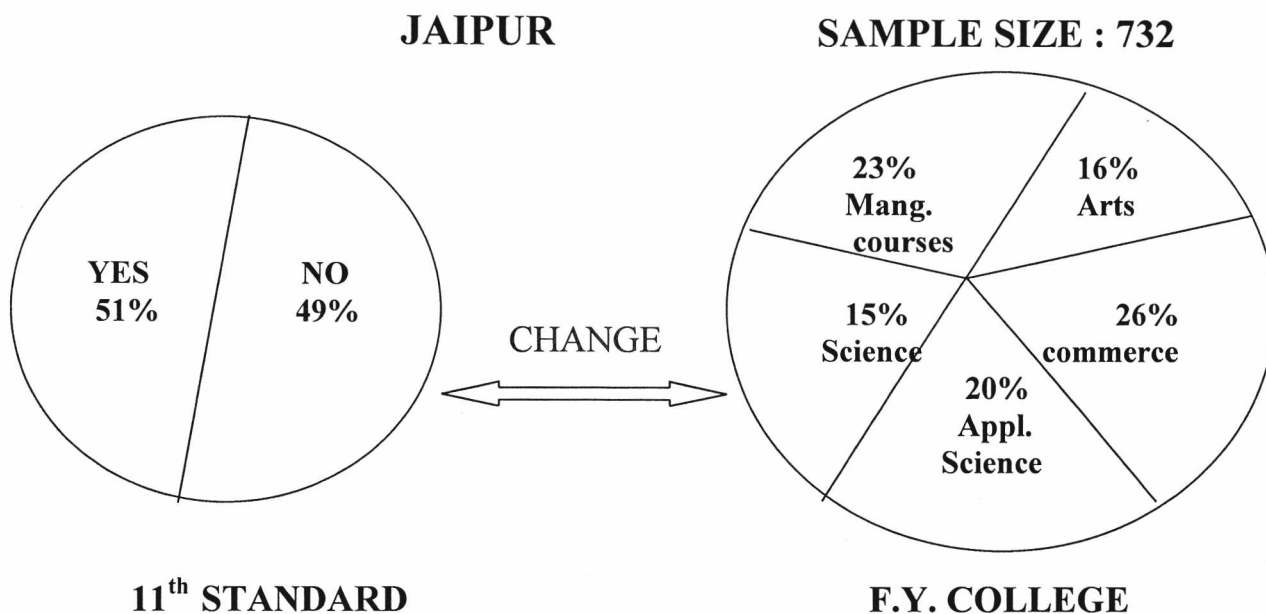 JAIPUR
SAMPLE SIZE : 732
YES
51%
NO
49%
CHANGE
23%
Mang.
courses
16%
Arts
15%
Science
26%
commerce
20%
Appl.
Science
11th STANDARD
F.Y. COLLEGE